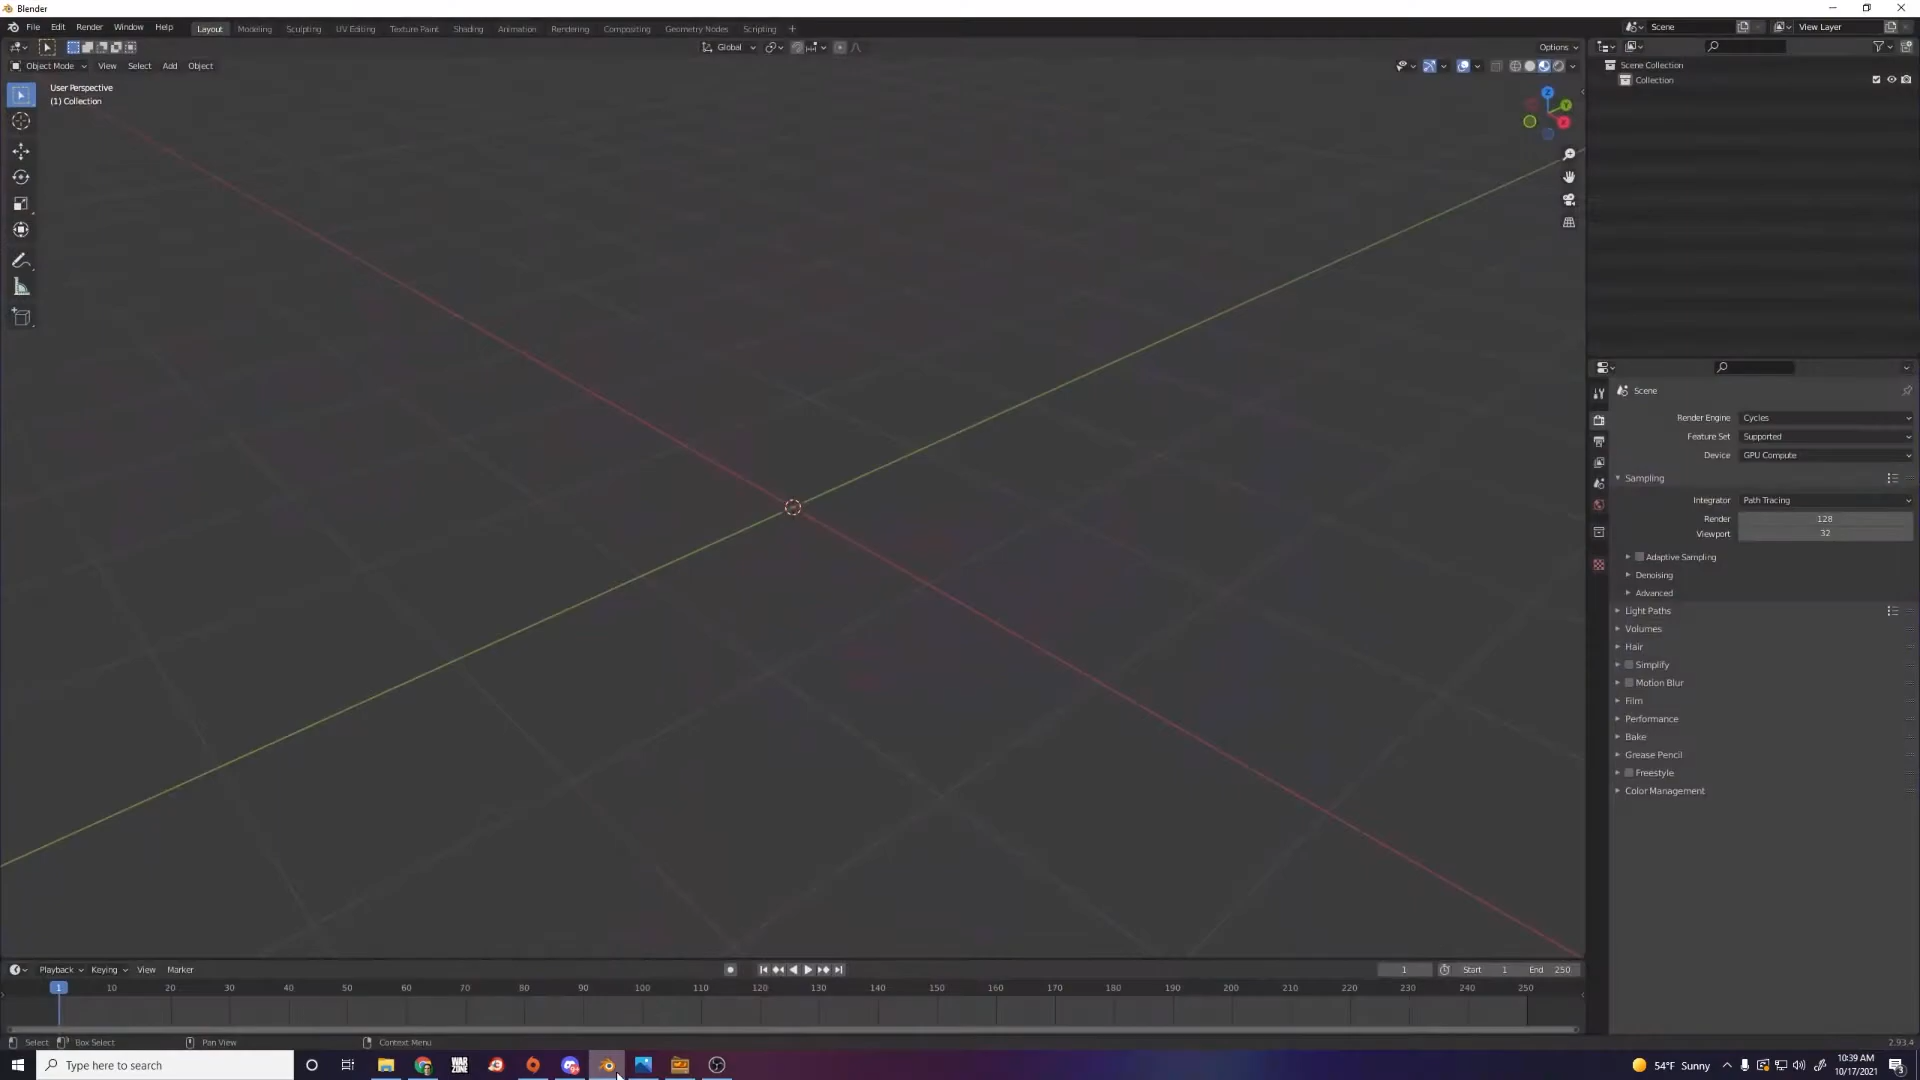 Blender
File Edit Render Window Help Layout Modeling Sculpting UV Editing Texture Paint Shading Animation Rendering Compositing Geometry Nodes Scripting + Scene View Layer
Global Options
Object Mode View Select Add Object
User Perspective
(1) Collection
Z
Y
X
Scene Collection
Collection
Scene
Render Engine Cycles
Feature Set Supported
Device GPU Compute
Sampling
Integrator Path Tracing
Render 128
Viewport 32
Adaptive Sampling
Denoising
Advanced
Light Paths
Volumes
Hair
Simplify
Motion Blur
Film
Performance
Bake
Grease Pencil
Freestyle
Color Management
Playback Keying View Marker 1 Start 1 End 250
1 10 20 30 40 50 60 70 80 90 100 110 120 130 140 150 160 170 180 190 200 210 220 230 240 250
Select Box Select Pan View Context Menu 2.93.4
Type here to search WAR ZONE 54°F Sunny 10:39 AM
10/17/2021 3